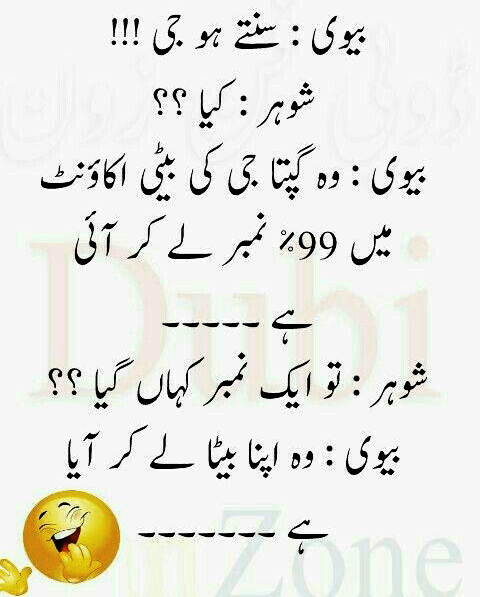 بیوی : سنتے ہو جی !!!
شوہر : کیا ؟؟
بیوی : وہ گپتا جی کی بیٹی اکاؤنٹ
میں 99٪ نمبر لے کر آئی
ہے -----
شوہر : تو ایک نمبر کہاں گیا ؟؟
بیوی : وہ اپنا بیٹا لے کر آیا
ہے -------
Dubi
Zone